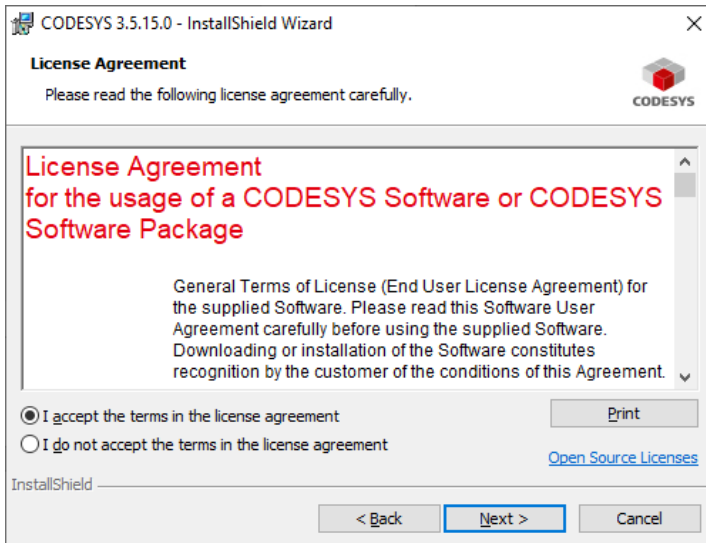 CODESYS 3.5.15.0 - InstallShield Wizard
License Agreement
Please read the following license agreement carefully.
CODESYS
License Agreement
for the usage of a CODESYS Software or CODESYS
Software Package
General Terms of License (End User License Agreement) for
the supplied Software. Please read this Software User
Agreement carefully before using the supplied Software.
Downloading or installation of the Software constitutes
recognition by the customer of the conditions of this Agreement.
I accept the terms in the license agreement
Print
I do not accept the terms in the license agreement
Open Source Licenses
InstallShield
< Back
Next >
Cancel